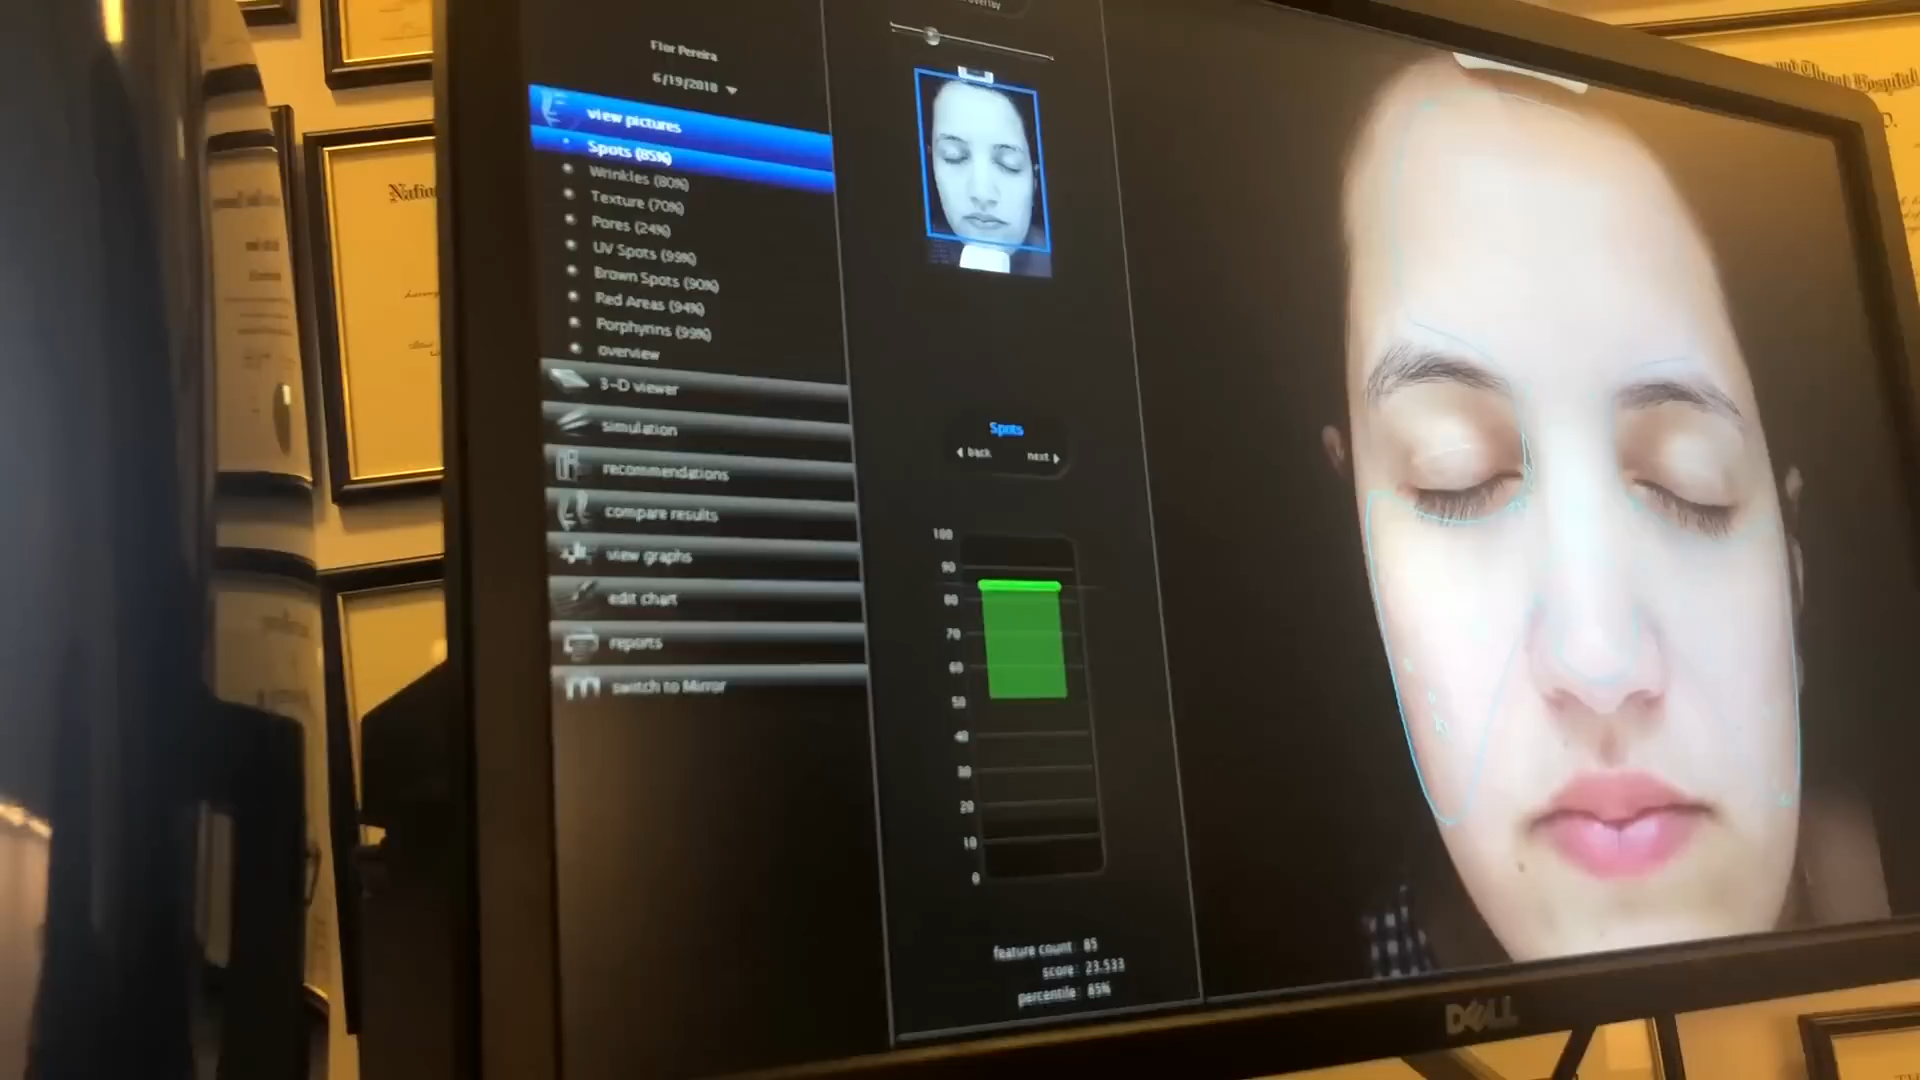 Flor Pereira
6/19/2018
view pictures
Spots (85%)
Wrinkles (80%)
Texture (70%)
Pores (24%)
UV Spots (99%)
Brown Spots (90%)
Red Areas (94%)
Porphyrins (99%)
overview
3-D viewer
simulation
recommendations
compare results
view graphs
edit chart
reports
switch to Mirror
Spots
back next
100
90
80
70
60
50
40
30
20
10
0
feature count: 85
score: 23.533
percentile: 85%
DELL
Hospital